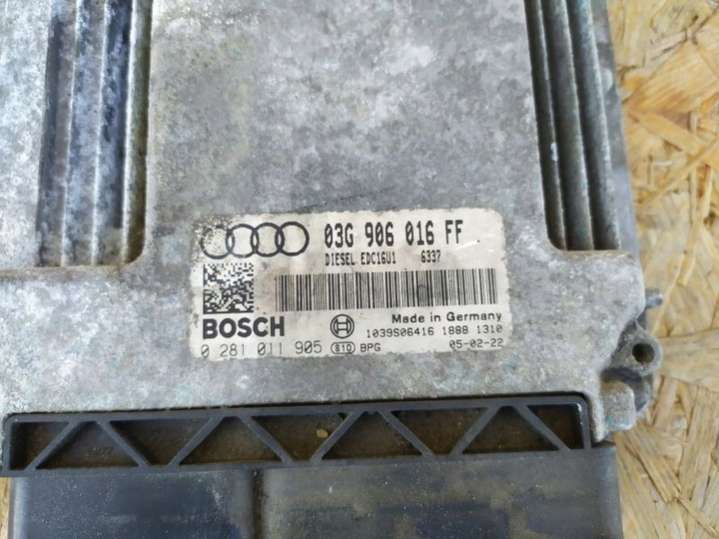 03G 906 016 FF
DIESEL EDC16U1 6337
BOSCH
Made in Germany
1039S06416 1888 1310
0 281 011 905 810 BPG 05-02-22